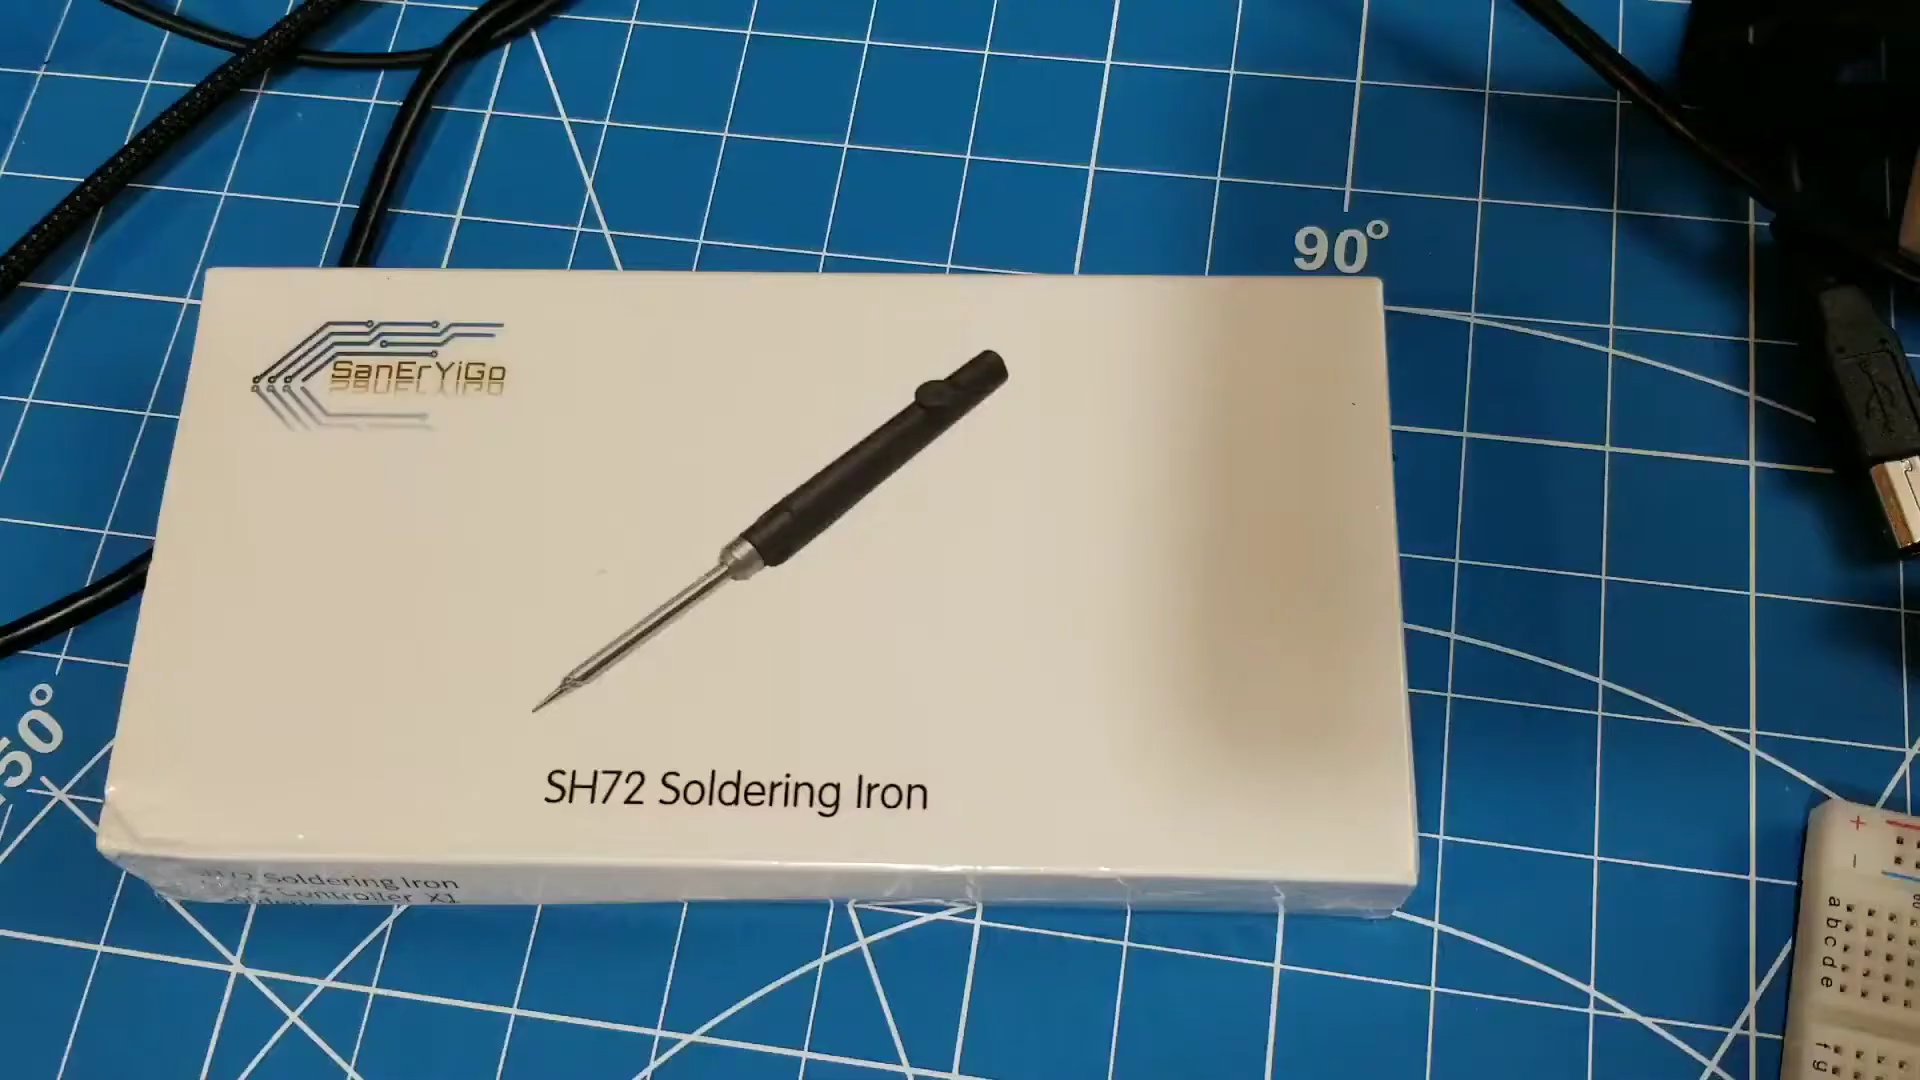 90°
SanErYiGo
SH72 Soldering Iron
50°
SH72 Soldering Iron
Controller X1
+
−
a
b
c
d
e
f
g